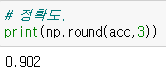 # 정확도.
print(np.round(acc,3))
0.902